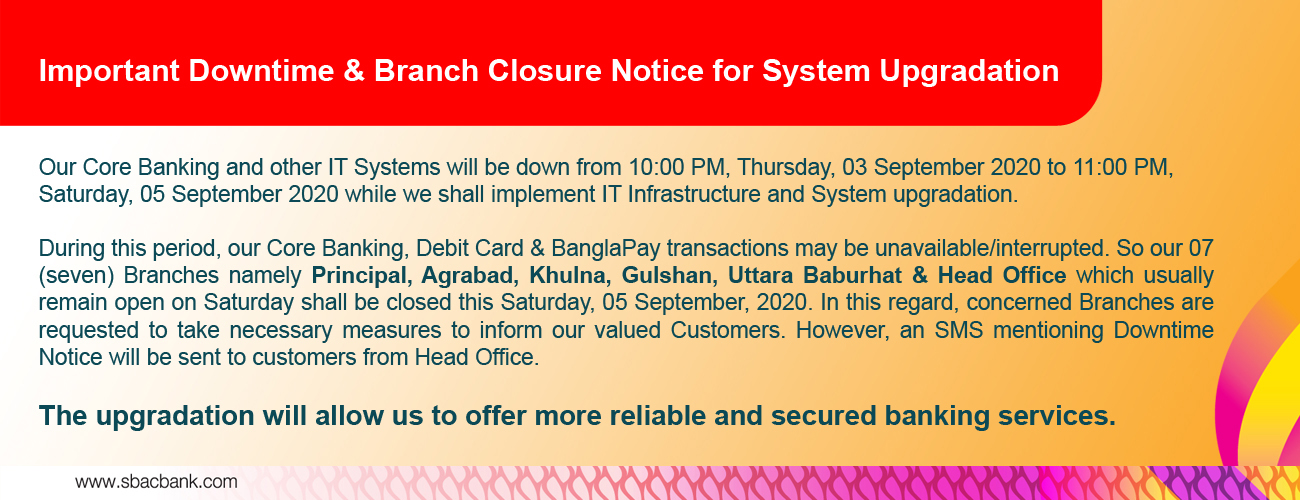 Important Downtime & Branch Closure Notice for System Upgradation
Our Core Banking and other IT Systems will be down from 10:00 PM, Thursday, 03 September 2020 to 11:00 PM,
Saturday, 05 September 2020 while we shall implement IT Infrastructure and System upgradation.
During this period, our Core Banking, Debit Card & BanglaPay transactions may be unavailable/interrupted. So our 07
(seven) Branches namely Principal, Agrabad, Khulna, Gulshan, Uttara Baburhat & Head Office which usually
remain open on Saturday shall be closed this Saturday, 05 September, 2020. In this regard, concerned Branches are
requested to take necessary measures to inform our valued Customers. However, an SMS mentioning Downtime
Notice will be sent to customers from Head Office.
The upgradation will allow us to offer more reliable and secured banking services.
www.sbacbank.com